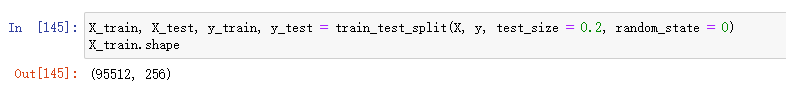 In [145]: X_train, X_test, y_train, y_test = train_test_split(X, y, test_size = 0.2, random_state = 0)
X_train.shape
Out[145]: (95512, 256)